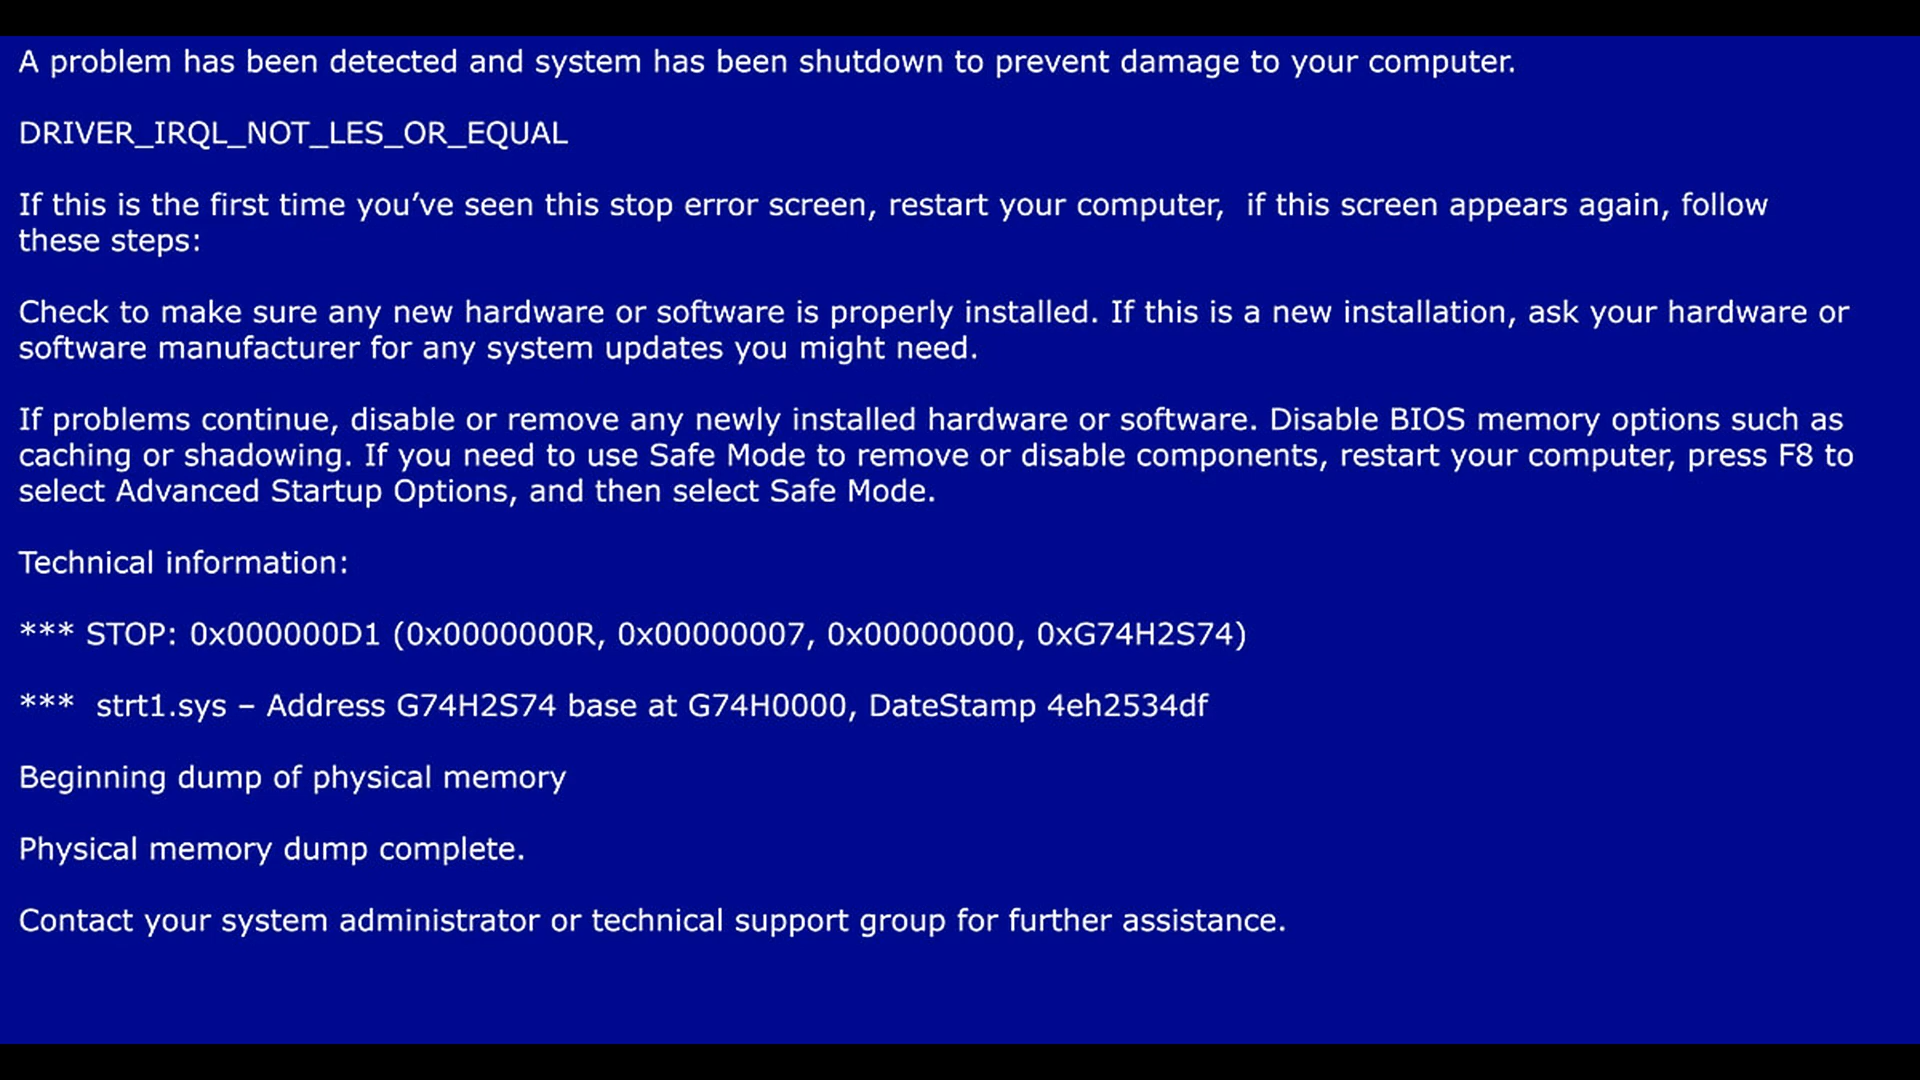 A problem has been detected and system has been shutdown to prevent damage to your computer.
DRIVER_IRQL_NOT_LES_OR_EQUAL
If this is the first time you’ve seen this stop error screen, restart your computer,  if this screen appears again, follow
these steps:
Check to make sure any new hardware or software is properly installed. If this is a new installation, ask your hardware or
software manufacturer for any system updates you might need.
If problems continue, disable or remove any newly installed hardware or software. Disable BIOS memory options such as
caching or shadowing. If you need to use Safe Mode to remove or disable components, restart your computer, press F8 to
select Advanced Startup Options, and then select Safe Mode.
Technical information:
*** STOP: 0x000000D1 (0x0000000R, 0x00000007, 0x00000000, 0xG74H2S74)
***  strt1.sys – Address G74H2S74 base at G74H0000, DateStamp 4eh2534df
Beginning dump of physical memory
Physical memory dump complete.
Contact your system administrator or technical support group for further assistance.